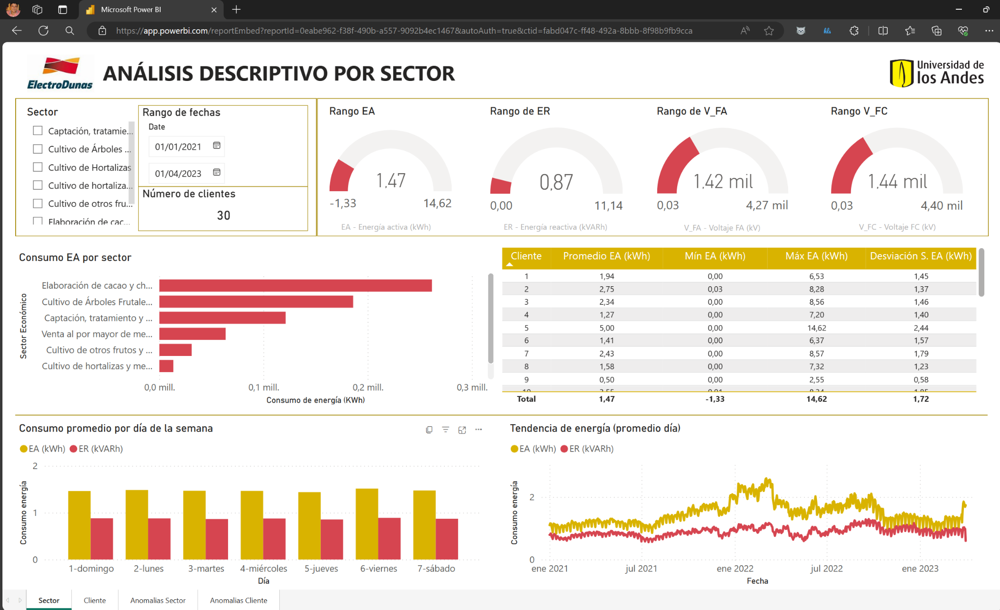 Microsoft Power BI
https://app.powerbi.com/reportEmbed?reportId=0eabe962-f38f-490b-a557-9092b4ec1467&autoAuth=true&ctid=fabd047c-ff48-492a-8bbb-8f98b9fb9cca
hls
ElectroDunas
ANÁLISIS DESCRIPTIVO POR SECTOR
Universidad de
los Andes
Sector
Captación, tratamie...
Cultivo de Árboles ...
Cultivo de Hortalizas
Cultivo de hortaliza...
Cultivo de otros fru...
Elaboración de cac...
Rango de fechas
Date
01/01/2021
01/04/2023
Número de clientes
30
Rango EA
1,47
-1,33 14,62
EA - Energía activa (kWh)
Rango de ER
0,87
0,00 11,14
ER - Energía reactiva (kVARh)
Rango de V_FA
1,42 mil
0,03 4,27 mil
V_FA - Voltaje FA (kV)
Rango V_FC
1,44 mil
0,03 4,40 mil
V_FC - Voltaje FC (kV)
Consumo EA por sector
Sector Económico
Elaboración de cacao y ch...
Cultivo de Árboles Frutale...
Captación, tratamiento y ...
Venta al por mayor de me...
Cultivo de otros frutos y ...
Cultivo de hortalizas y me...
0,0 mill. 0,1 mill. 0,2 mill. 0,3 mill.
Consumo de energía (KWh)
Cliente Promedio EA (kWh) Mín EA (kWh) Máx EA (kWh) Desviación S. EA (kWh)
1 1,94 0,00 6,53 1,45
2 2,75 0,03 8,28 1,37
3 2,34 0,00 8,56 1,46
4 1,27 0,00 7,20 1,40
5 5,00 0,00 14,62 2,44
6 1,41 0,00 6,37 1,57
7 2,43 0,00 8,57 1,79
8 1,58 0,00 7,32 1,23
9 0,50 0,00 2,55 0,58
Total 1,47 -1,33 14,62 1,72
Consumo promedio por día de la semana
EA (kWh) ER (kVARh)
Consumo energía
2
1
0
1-domingo 2-lunes 3-martes 4-miércoles 5-jueves 6-viernes 7-sábado
Día
Tendencia de energía (promedio día)
EA (kWh) ER (kVARh)
Consumo energía
2
0
ene 2021 jul 2021 ene 2022 jul 2022 ene 2023
Fecha
Sector Cliente Anomalias Sector Anomalias Cliente